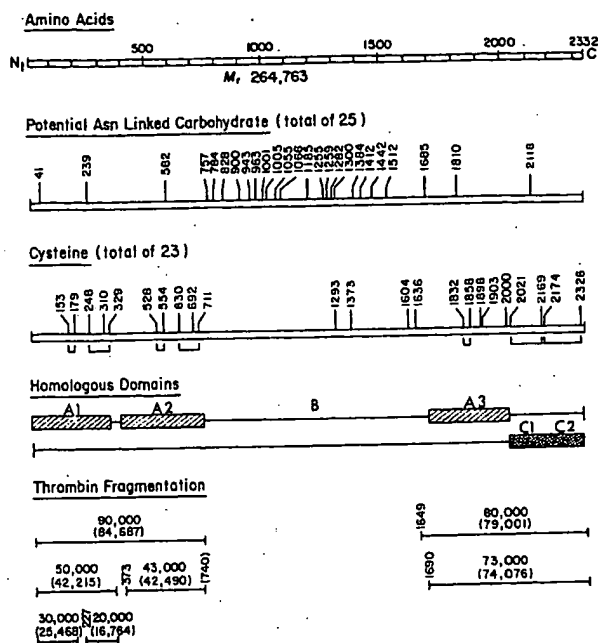 Amino Acids
500 1000 1500 2000 2332
N₁ C
Mᵣ 264,763
Potential Asn Linked Carbohydrate (total of 25)
41 239 582 757 784 828 900 943 963 1001 1005 1055 1066 1185 1255 1259 1282 1300 1384 1412 1442 1512 1685 1810 2118
Cysteine (total of 23)
153 179 248 310 329 528 554 630 692 711 1293 1373 1604 1636 1832 1858 1898 1903 2000 2021 2169 2174 2326
Homologous Domains
A1 A2 B A3
C1 C2
Thrombin Fragmentation
90,000 1649 80,000
(84,687) (79,001)
50,000 373 43,000 (740) 1690 73,000
(42,215) (42,490) (74,076)
30,000 227 20,000
(25,468) (16,764)